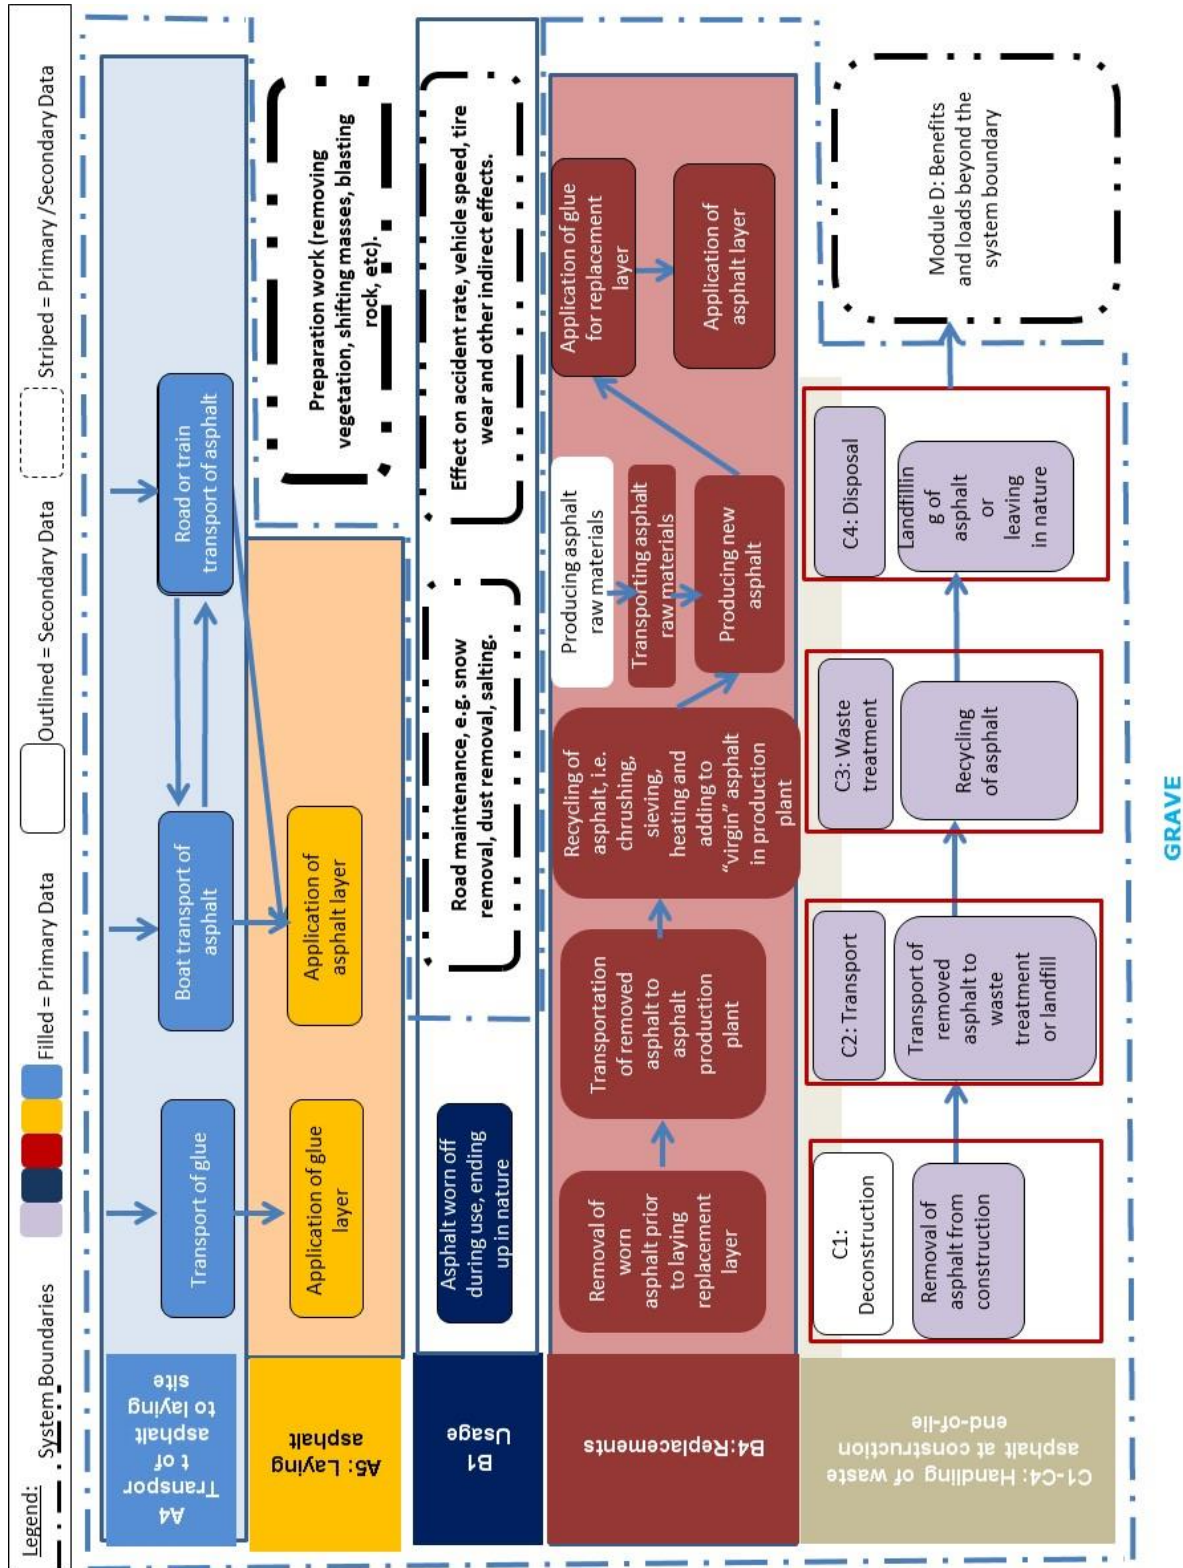 Legend:
System Boundaries
Filled = Primary Data
Outlined = Secondary Data
Striped = Primary /Secondary Data
A4
Transpor
t of
asphalt
to laying
site
Transport of glue
Boat transport of
asphalt
Road or train
transport of asphalt
A5: Laying
asphalt
Application of glue
layer
Application of
asphalt layer
Preparation work (removing
vegetation, shifting masses, blasting
rock, etc).
B1
Usage
Asphalt worn off
during use, ending
up in nature
Road maintenance, e.g. snow
removal, dust removal, salting.
Effect on accident rate, vehicle speed, tire
wear and other indirect effects.
B4:Replacements
Removal of
worn
asphalt prior
to laying
replacement
layer
Transportation
of removed
asphalt to
asphalt
production
plant
Recycling of
asphalt, i.e.
chrushing,
sieving,
heating and
adding to
“virgin” asphalt
in production
plant
Producing asphalt
raw materials
Transporting asphalt
raw materials
Producing new
asphalt
Application of glue
for replacement
layer
Application of
asphalt layer
C1-C4: Handling of waste
asphalt at construction
end-of-lie
C1:
Deconstruction
Removal of
asphalt from
construction
C2: Transport
Transport of
removed
asphalt to
waste
treatment
or landfill
C3: Waste
treatment
Recycling
of asphalt
C4: Disposal
Landfillin
g of
asphalt
or
leaving
in nature
Module D: Benefits
and loads beyond the
system boundary
GRAVE